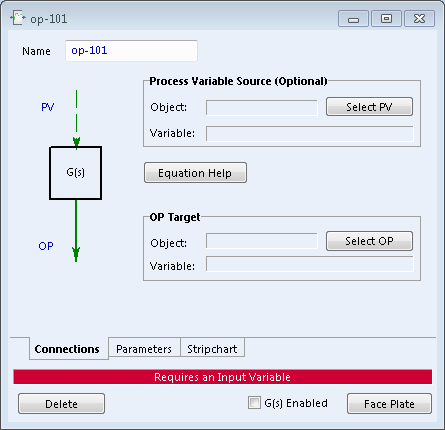 op-101
Name op-101
Process Variable Source (Optional)
PV Object: Select PV
Variable:
G(s)
Equation Help
OP Target
OP Object: Select OP
Variable:
Connections Parameters Stripchart
Requires an Input Variable
Delete G(s) Enabled Face Plate